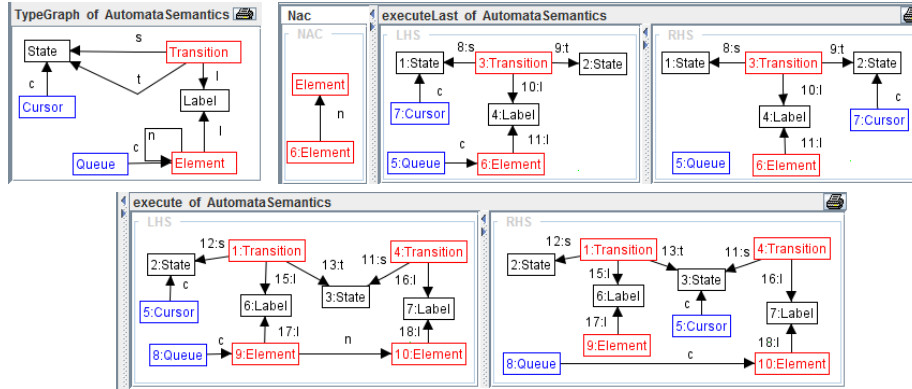 TypeGraph of AutomataSemantics
State
s
Transition
t
l
c
Label
Cursor
n
l
c
Queue
Element
Nac
NAC
Element
n
6:Element
executeLast of AutomataSemantics
LHS
8:s
9:t
1:State
3:Transition
2:State
c
10:l
7:Cursor
4:Label
11:l
5:Queue
c
6:Element
RHS
8:s
9:t
1:State
3:Transition
2:State
10:l
c
4:Label
7:Cursor
11:l
5:Queue
6:Element
execute of AutomataSemantics
LHS
12:s
1:Transition
4:Transition
13:t
11:s
2:State
c
15:l
16:l
3:State
6:Label
7:Label
5:Cursor
17:l
18:l
c
n
8:Queue
9:Element
10:Element
RHS
12:s
1:Transition
4:Transition
13:t
11:s
2:State
15:l
16:l
3:State
6:Label
c
7:Label
17:l
5:Cursor
9:Element
18:l
c
8:Queue
10:Element